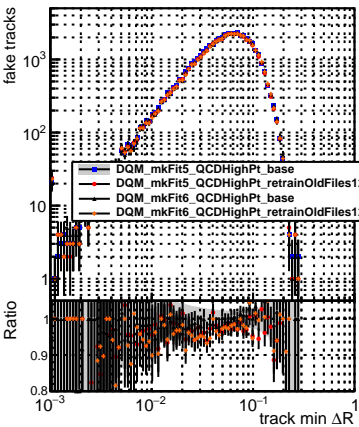 fake tracks
10³
10²
10
1
DQM_mkFit5_QCDHighPt_base
DQM_mkFit5_QCDHighPt_retrainOldFiles1
DQM_mkFit6_QCDHighPt_base
DQM_mkFit6_QCDHighPt_retrainOldFiles1
Ratio
1
0.9
0.8
10⁻³ 10⁻² 10⁻¹ 1
track min ΔR